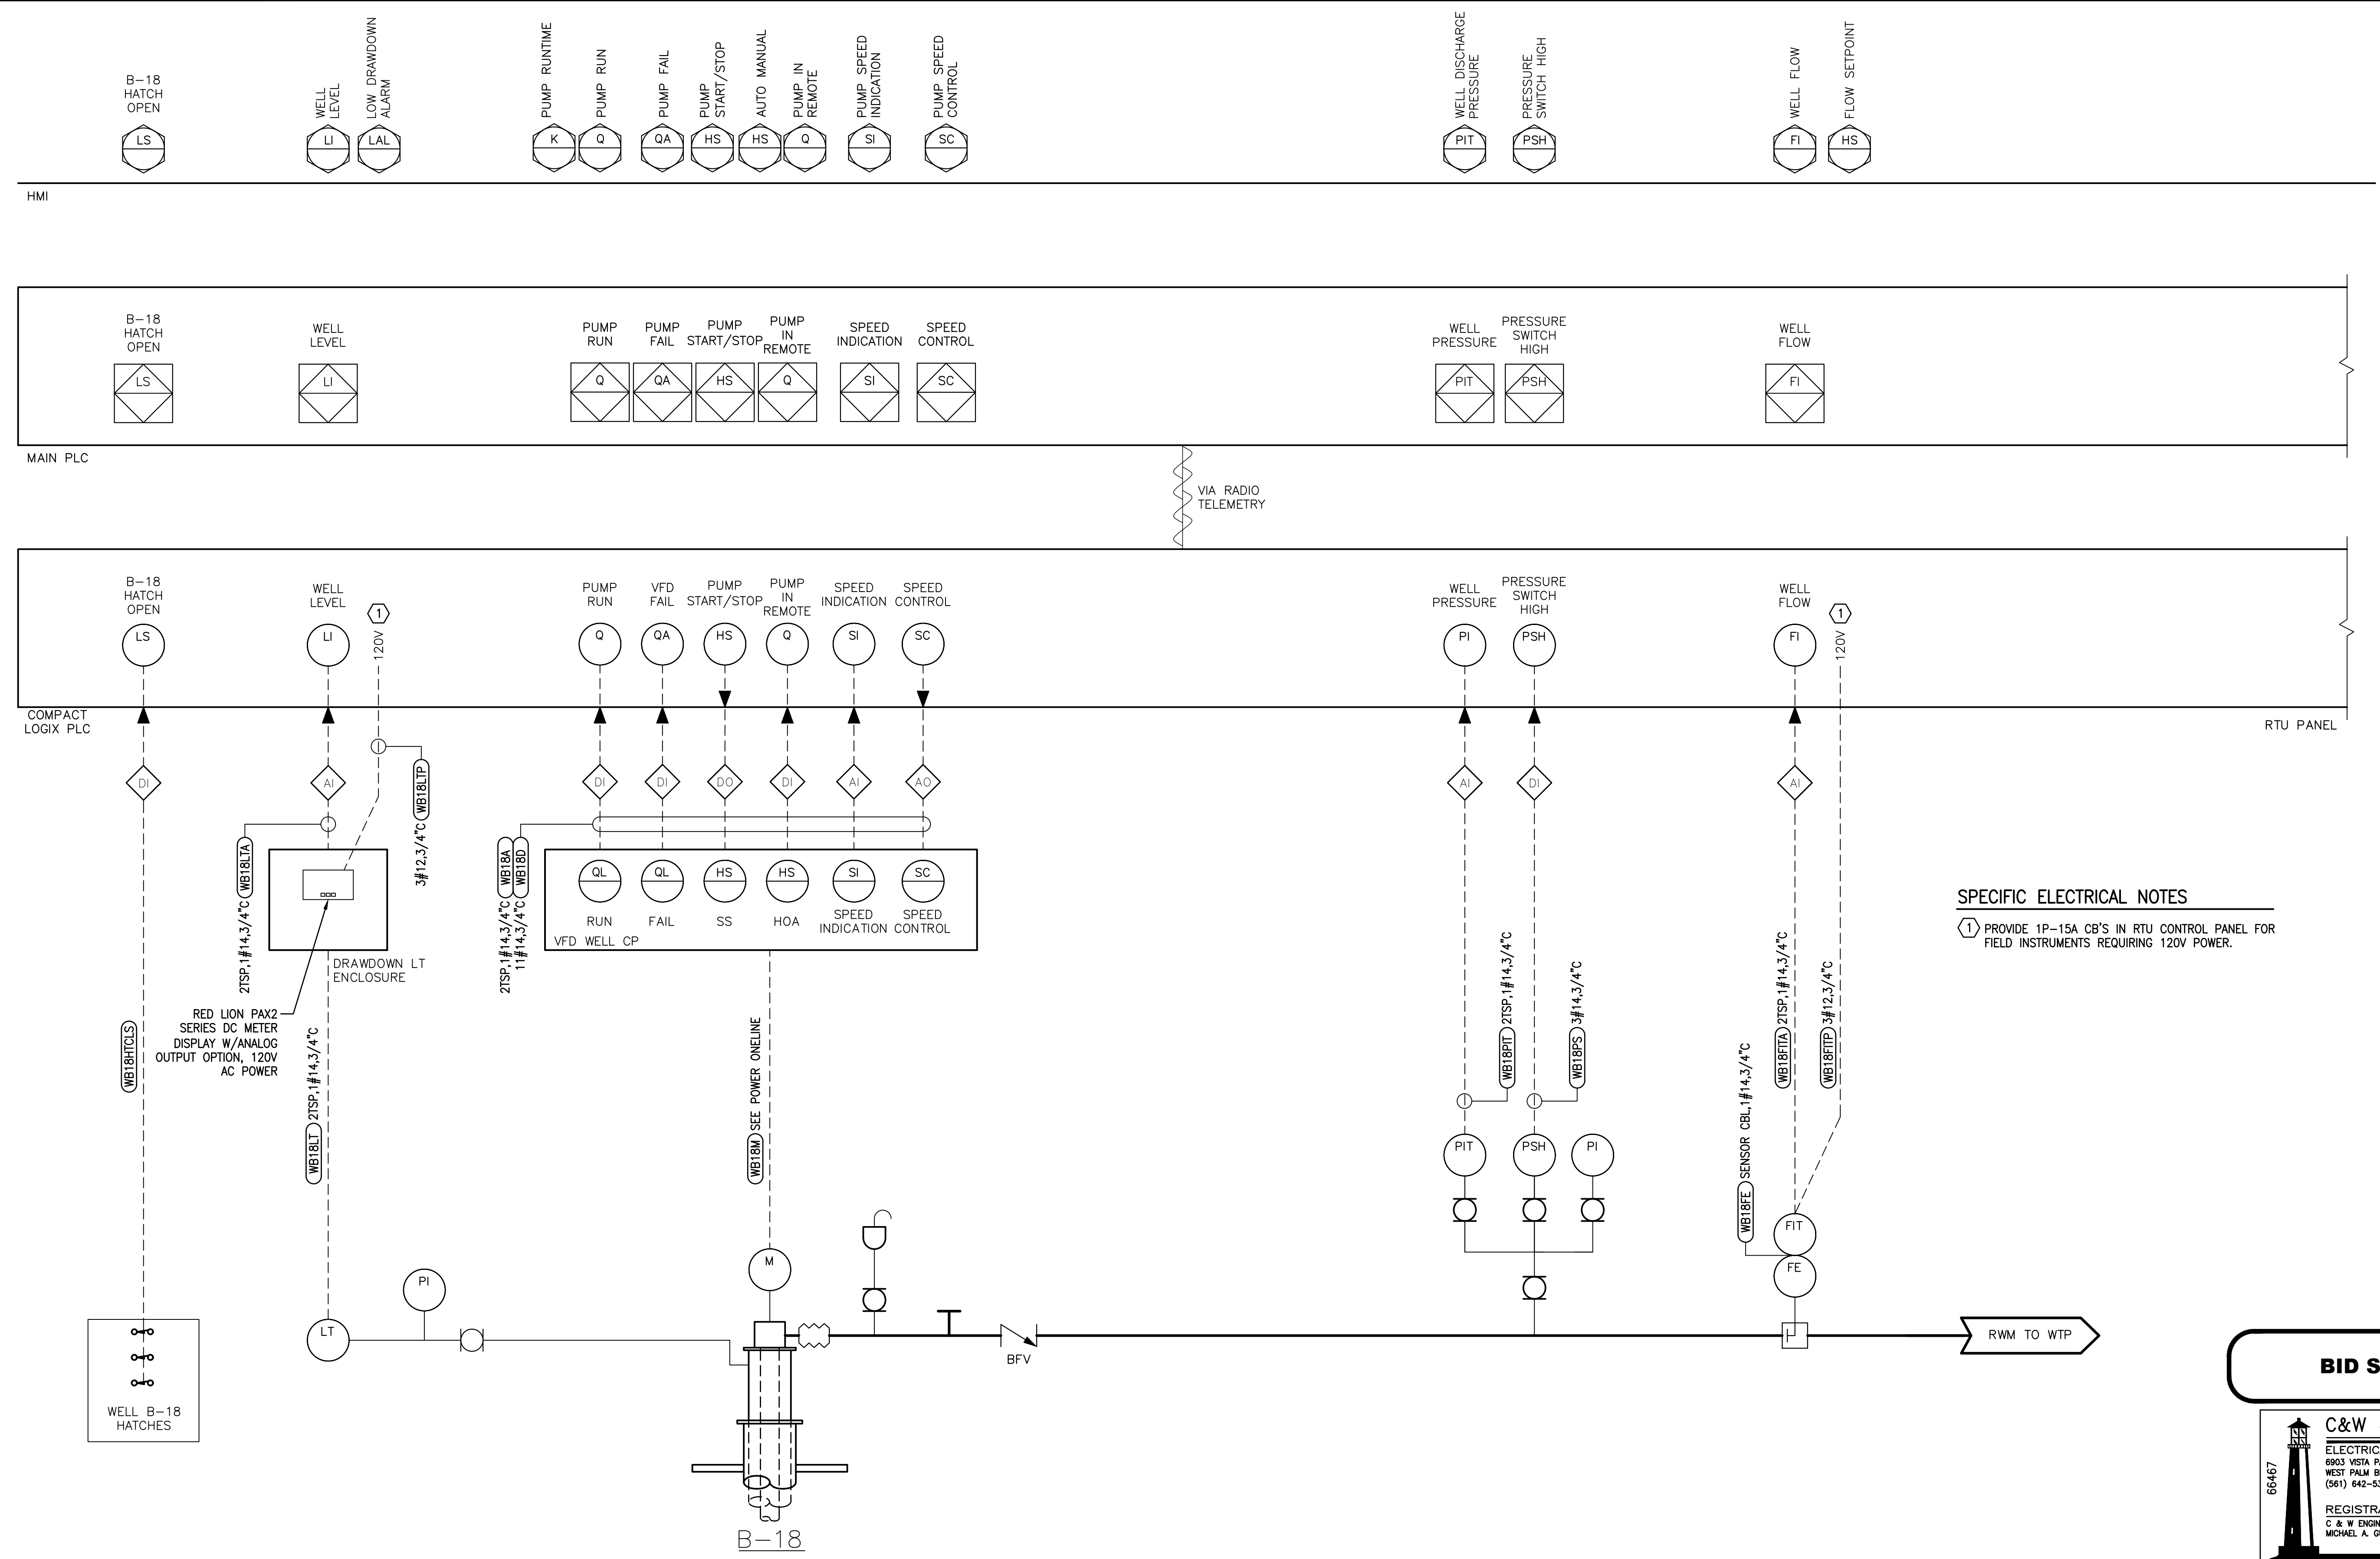 B-18
HATCH
OPEN
WELL
LEVEL
LOW DRAWDOWN
ALARM
PUMP RUNTIME
PUMP RUN
PUMP FAIL
PUMP
START/STOP
AUTO MANUAL
PUMP IN
REMOTE
PUMP SPEED
INDICATION
PUMP SPEED
CONTROL
WELL DISCHARGE
PRESSURE
PRESSURE
SWITCH HIGH
WELL FLOW
FLOW SETPOINT
LS
LI
LAL
K
Q
QA
HS
HS
Q
SI
SC
PIT
PSH
FI
HS
HMI
B-18
HATCH
OPEN
WELL
LEVEL
PUMP
RUN
PUMP
FAIL
PUMP
START/STOP
PUMP
IN
REMOTE
SPEED
INDICATION
SPEED
CONTROL
WELL
PRESSURE
PRESSURE
SWITCH
HIGH
WELL
FLOW
LS
LI
Q
QA
HS
Q
SI
SC
PIT
PSH
FI
MAIN PLC
VIA RADIO
TELEMETRY
B-18
HATCH
OPEN
WELL
LEVEL
1
120V
PUMP
RUN
VFD
FAIL
PUMP
START/STOP
PUMP
IN
REMOTE
SPEED
INDICATION
SPEED
CONTROL
WELL
PRESSURE
PRESSURE
SWITCH
HIGH
WELL
FLOW
1
120V
LS
LI
Q
QA
HS
Q
SI
SC
PI
PSH
FI
COMPACT
LOGIX PLC
RTU PANEL
DI
AI
DI
DI
DO
DI
AI
AO
AI
DI
AI
3#12,3/4"C WB18LTP
2TSP,1#14,3/4"C WB18LTA
2TSP,1#14,3/4"C WB18A
11#14,3/4"C WB18D
QL
QL
HS
HS
SI
SC
RUN
FAIL
SS
HOA
SPEED
INDICATION
SPEED
CONTROL
VFD WELL CP
DRAWDOWN LT
ENCLOSURE
RED LION PAX2
SERIES DC METER
DISPLAY W/ANALOG
OUTPUT OPTION, 120V
AC POWER
SPECIFIC ELECTRICAL NOTES
1 PROVIDE 1P-15A CB'S IN RTU CONTROL PANEL FOR
FIELD INSTRUMENTS REQUIRING 120V POWER.
WB18HTCLS
WB18LT 2TSP,1#14,3/4"C
WB18M SEE POWER ONELINE
WB18PIT 2TSP,1#14,3/4"C
WB18PS 3#14,3/4"C
WB18FE SENSOR CBL,1#14,3/4"C
WB18FITA 2TSP,1#14,3/4"C
WB18FITP 3#12,3/4"C
PIT
PSH
PI
FIT
FE
M
PI
LT
BFV
RWM TO WTP
WELL B-18
HATCHES
B-18
BID S
66467
C&W
ELECTRIC
6903 VISTA P
WEST PALM B
(561) 642-53
REGISTRA
C & W ENGIN
MICHAEL A. G